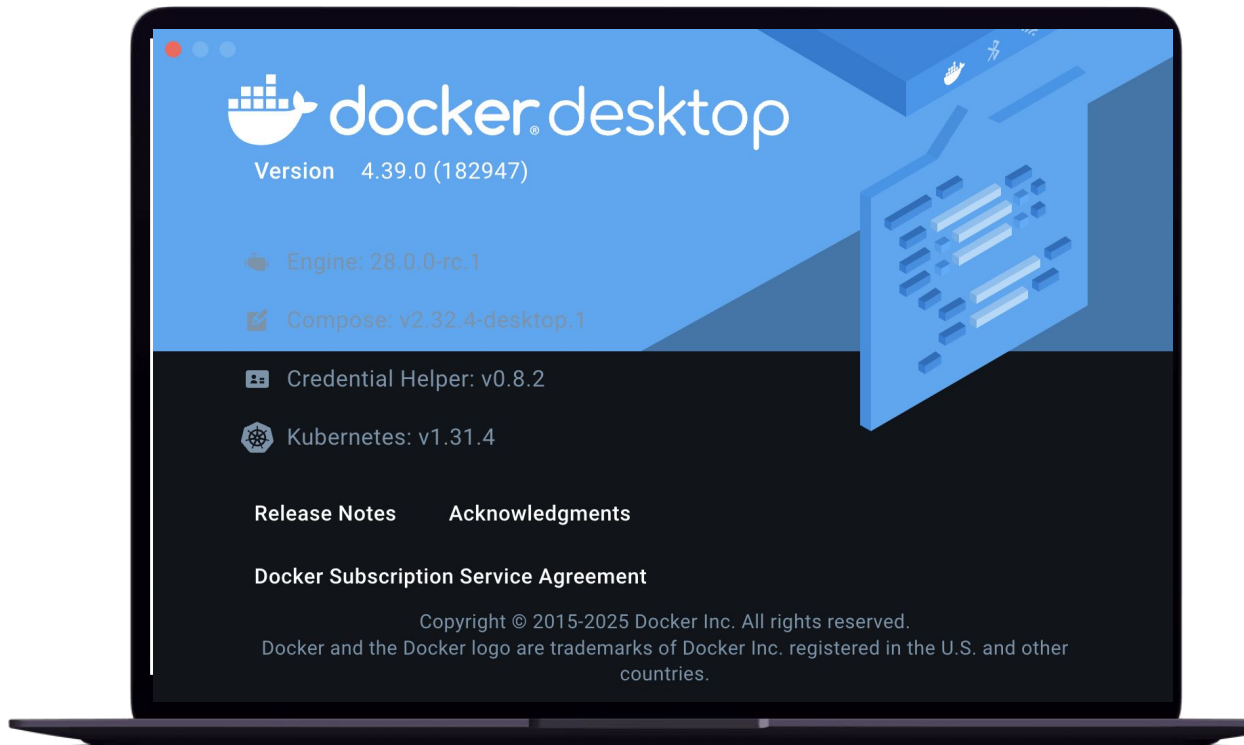 docker® desktop
Version 4.39.0 (182947)
Engine: 28.0.0-rc.1
Compose: v2.32.4-desktop.1
Credential Helper: v0.8.2
Kubernetes: v1.31.4
Release Notes Acknowledgments
Docker Subscription Service Agreement
Copyright © 2015-2025 Docker Inc. All rights reserved.
Docker and the Docker logo are trademarks of Docker Inc. registered in the U.S. and other
countries.